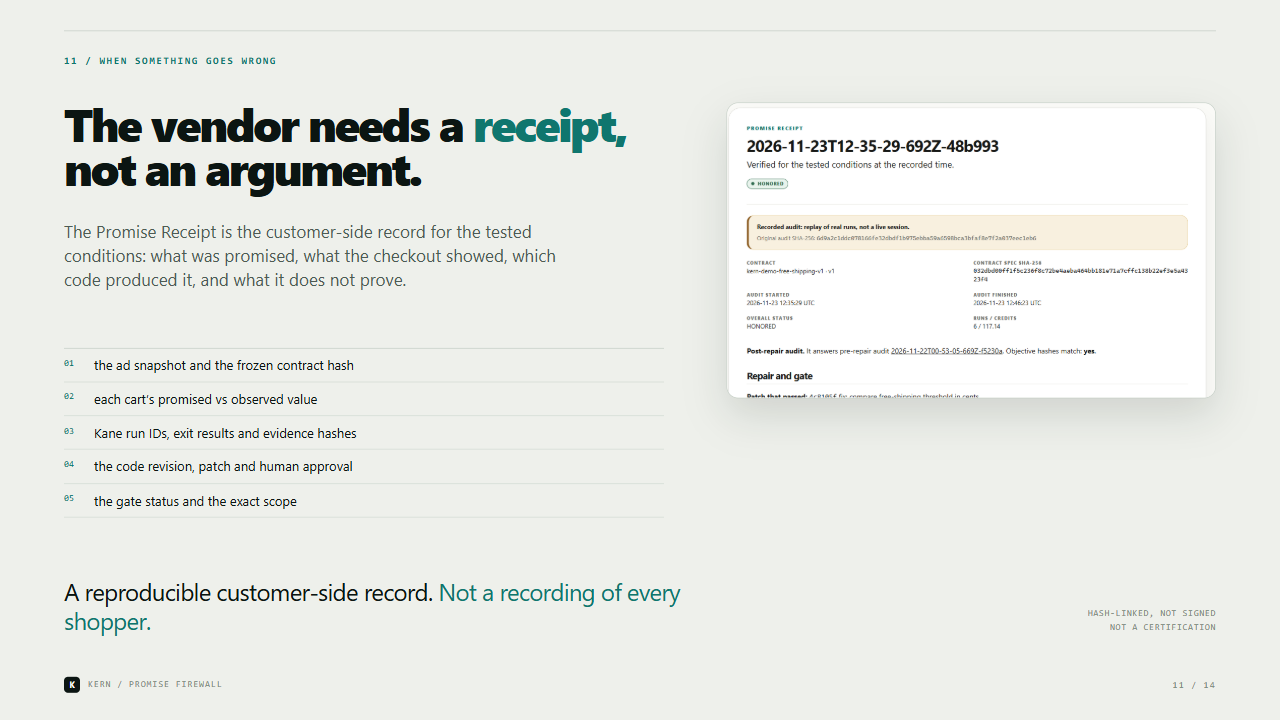 11 / WHEN SOMETHING GOES WRONG
The vendor needs a receipt,
not an argument.
The Promise Receipt is the customer-side record for the tested
conditions: what was promised, what the checkout showed, which
code produced it, and what it does not prove.
01 the ad snapshot and the frozen contract hash
02 each cart's promised vs observed value
03 Kane run IDs, exit results and evidence hashes
04 the code revision, patch and human approval
05 the gate status and the exact scope
PROMISE RECEIPT
2026-11-23T12-35-29-692Z-48b993
Verified for the tested conditions at the recorded time.
HONORED
Recorded audit: replay of real runs, not a live session.
Original audit SHA-256
CONTRACT
kern-demo-free-shipping-v1 · v1
CONTRACT SPEC SHA-256
AUDIT STARTED
2026-11-23 12:35:29 UTC
AUDIT FINISHED
2026-11-23 12:46:23 UTC
OVERALL STATUS
HONORED
RUNS / CREDITS
6 / 117.14
Post-repair audit. It answers pre-repair audit 2026-11-22T00-53-05-669Z-f5230a. Objective hashes match: yes.
Repair and gate
A reproducible customer-side record. Not a recording of every
shopper.
HASH-LINKED, NOT SIGNED
NOT A CERTIFICATION
K KERN / PROMISE FIREWALL
11 / 14